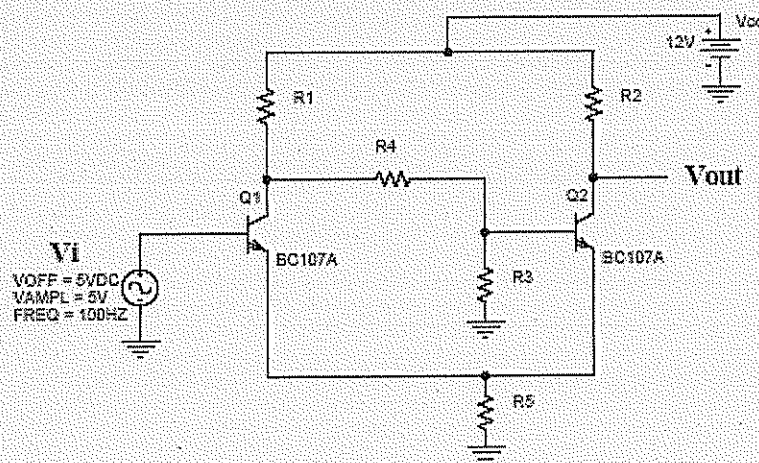 Vcc
+
12V
-
R1
R2
R4
Q1
Q2
Vout
Vi
BC107A
BC107A
VOFF = 5VDC
VAMPL = 5V
FREQ = 100HZ
R3
R5